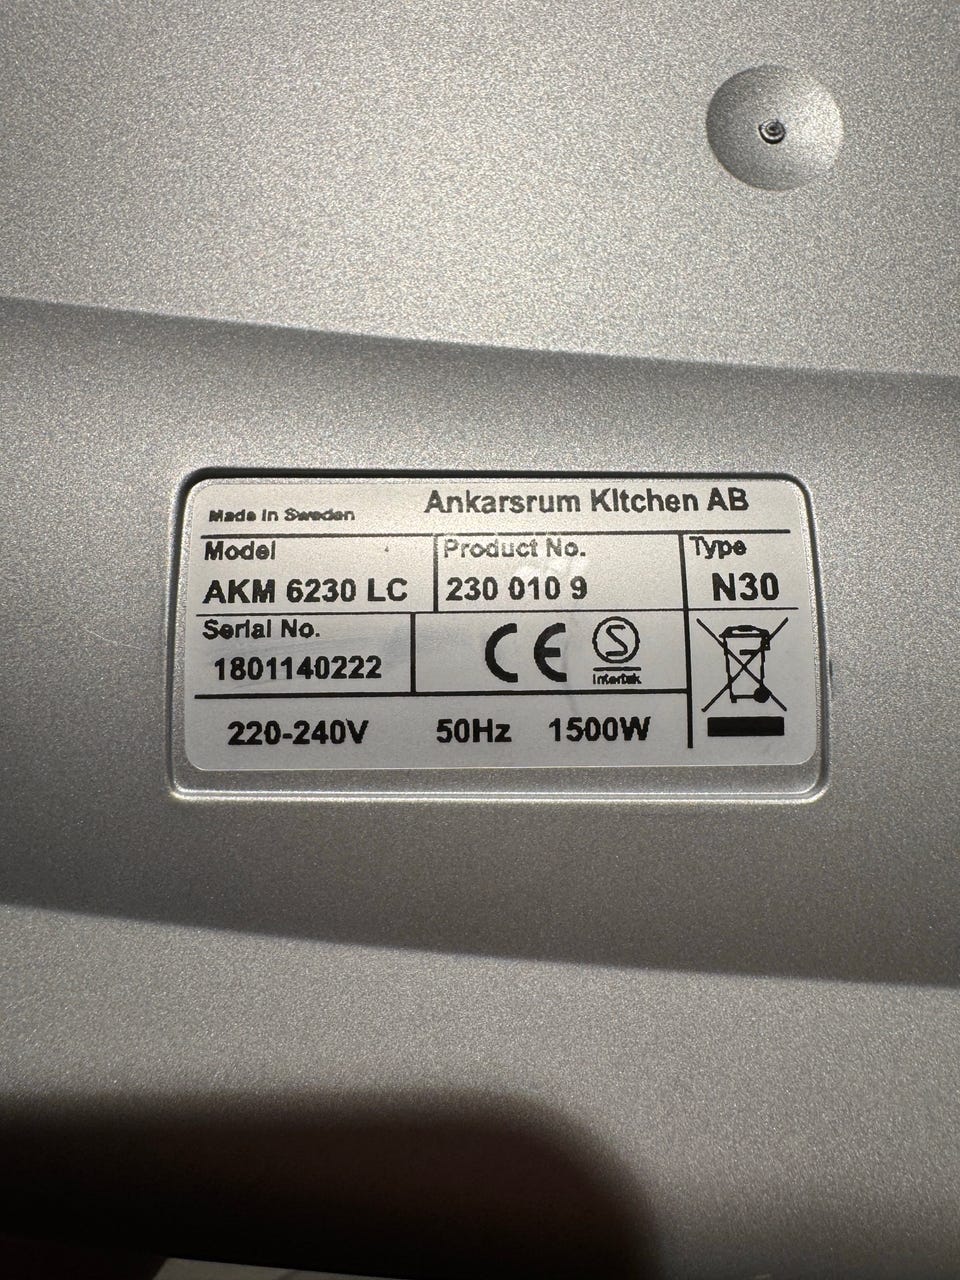 Made in Sweden Ankarsrum Kitchen AB
Model Product No. Type
AKM 6230 LC 230 010 9 N30
Serial No.
1801140222
CE S
Intertek
220-240V 50Hz 1500W